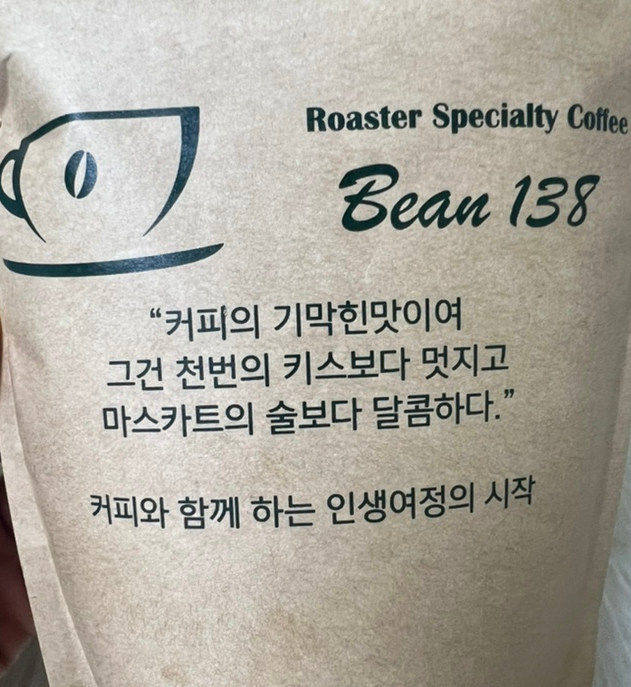 Roaster Specialty Coffee
Bean 138
“커피의 기막힌맛이여
그건 천번의 키스보다 멋지고
마스카트의 술보다 달콤하다.”
커피와 함께 하는 인생여정의 시작